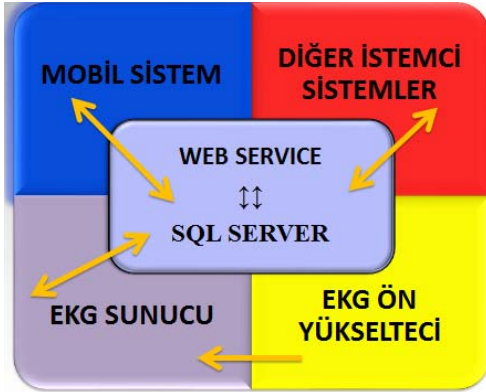 MOBİL SİSTEM
DİĞER İSTEMCİ
SİSTEMLER
WEB SERVICE
↕↕
SQL SERVER
EKG SUNUCU
EKG ÖN
YÜKSELTECİ